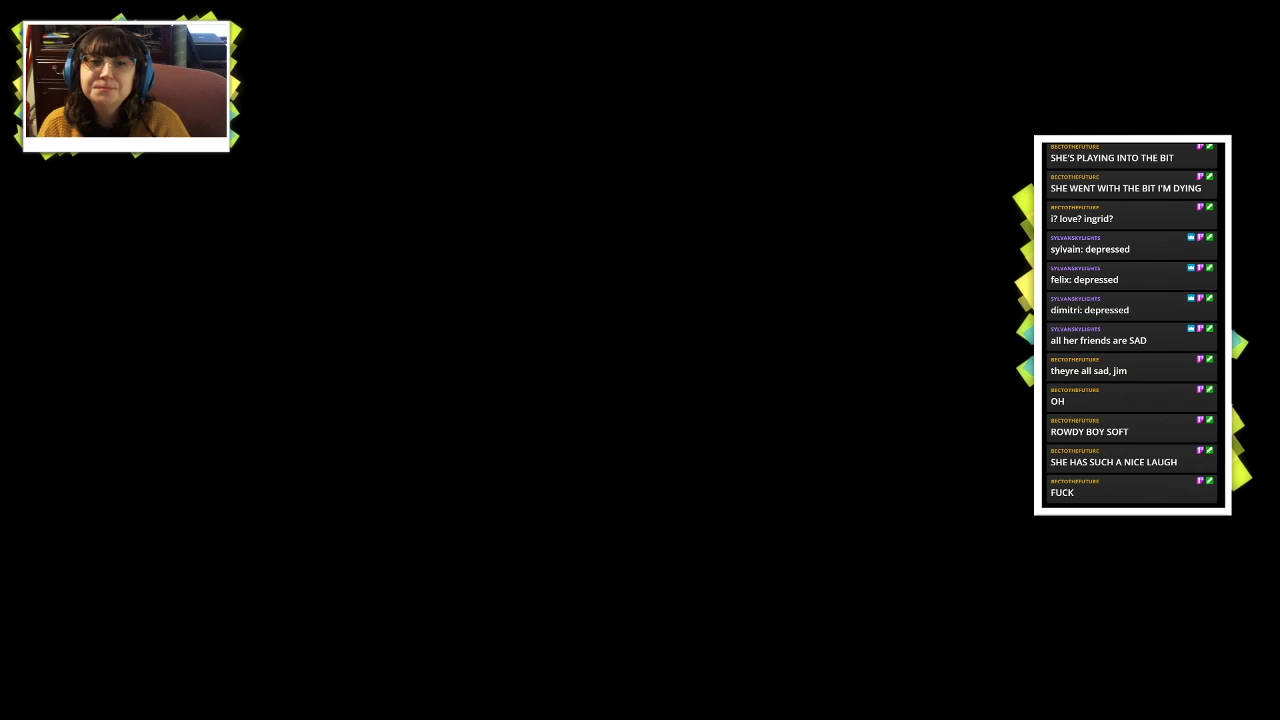 BECTOTHEFUTURE
SHE'S PLAYING INTO THE BIT
BECTOTHEFUTURE
SHE WENT WITH THE BIT I'M DYING
BECTOTHEFUTURE
i? love? ingrid?
SYLVANSKYLIGHTS
sylvain: depressed
SYLVANSKYLIGHTS
felix: depressed
SYLVANSKYLIGHTS
dimitri: depressed
SYLVANSKYLIGHTS
all her friends are SAD
BECTOTHEFUTURE
theyre all sad, jim
BECTOTHEFUTURE
OH
BECTOTHEFUTURE
ROWDY BOY SOFT
BECTOTHEFUTURE
SHE HAS SUCH A NICE LAUGH
BECTOTHEFUTURE
FUCK